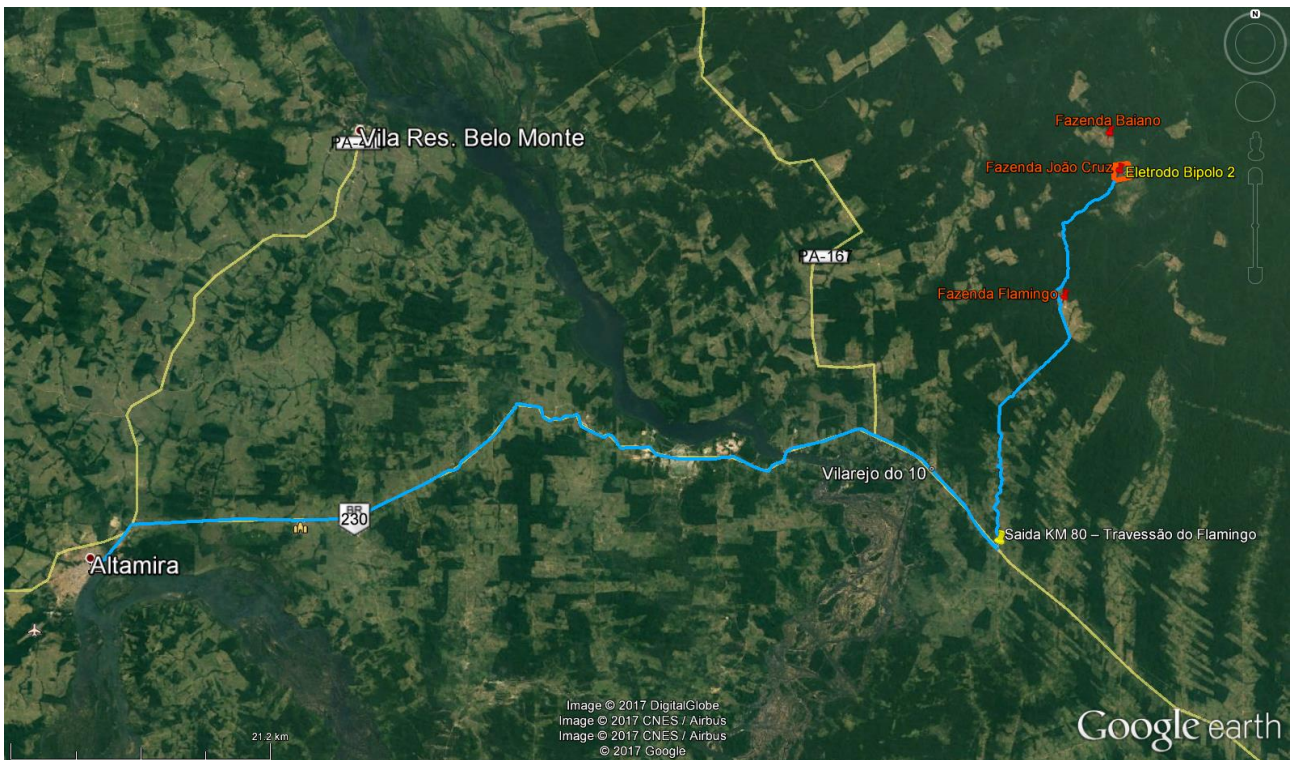 N
Fazenda Baiano
Vila Res. Belo Monte
Fazenda João Cruz
Eletrodo Bipolo 2
PA-167
Fazenda Flamingo
Vilarejo do 10°
BR
230
Saida KM 80 – Travessão do Flamingo
Altamira
Image © 2017 DigitalGlobe
Image © 2017 CNES / Airbus
Image © 2017 CNES / Airbus
© 2017 Google
21.2 km
Google earth